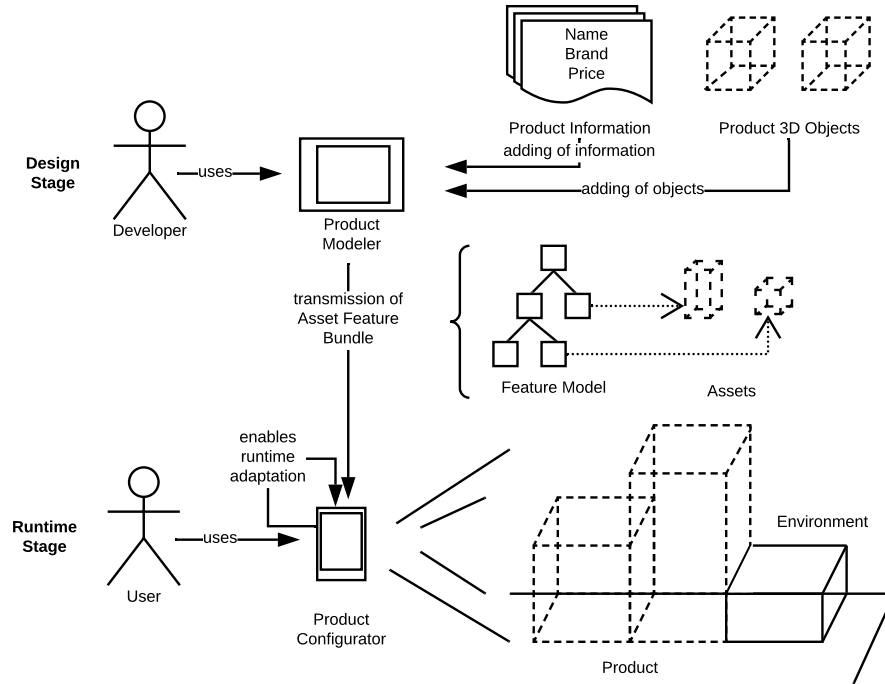 Name
Brand
Price
Product Information
Product 3D Objects
adding of information
Design
Stage
uses
adding of objects
Developer
Product
Modeler
transmission of
Asset Feature
Bundle
Feature Model
Assets
enables
runtime
adaptation
Runtime
Stage
uses
Environment
User
Product
Configurator
Product